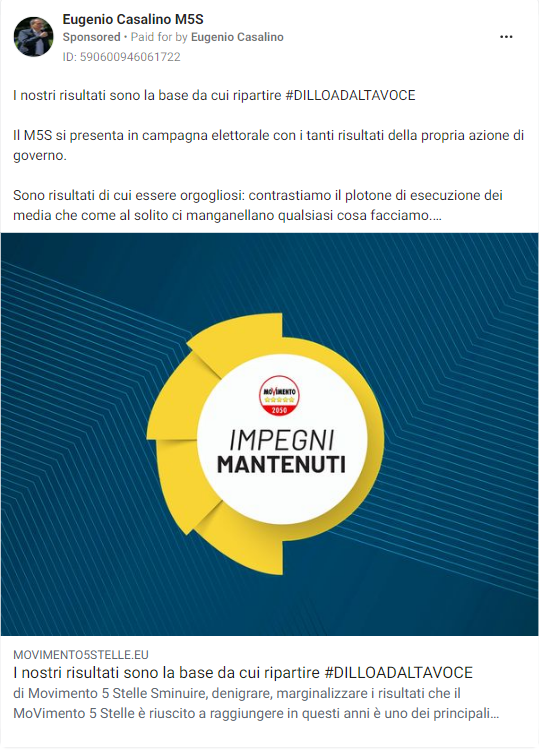 Eugenio Casalino M5S
Sponsored • Paid for by Eugenio Casalino
ID: 590600946061722
I nostri risultati sono la base da cui ripartire #DILLOADALTAVOCE
Il M5S si presenta in campagna elettorale con i tanti risultati della propria azione di
governo.
Sono risultati di cui essere orgogliosi: contrastiamo il plotone di esecuzione dei
media che come al solito ci manganellano qualsiasi cosa facciamo....
MOVIMENTO
2050
IMPEGNI
MANTENUTI
MOVIMENTO5STELLE.EU
I nostri risultati sono la base da cui ripartire #DILLOADALTAVOCE
di Movimento 5 Stelle Sminuire, denigrare, marginalizzare i risultati che il
MoVimento 5 Stelle è riuscito a raggiungere in questi anni è uno dei principali...